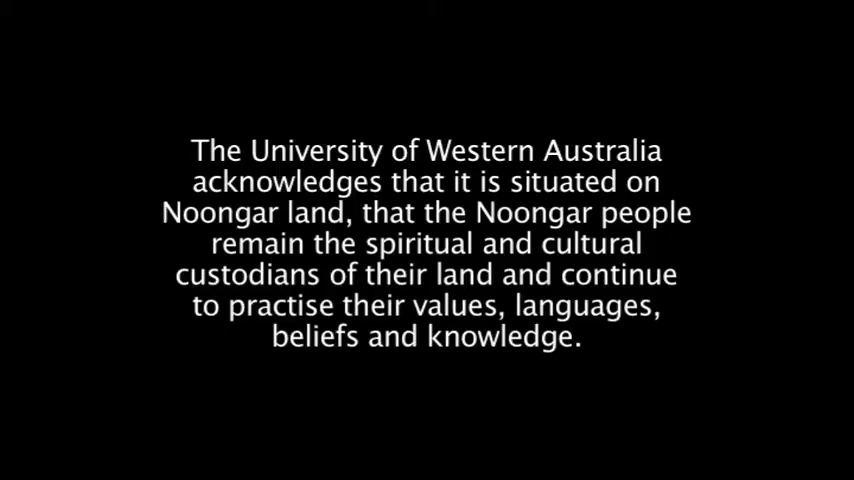 The University of Western Australia
acknowledges that it is situated on
Noongar land, that the Noongar people
remain the spiritual and cultural
custodians of their land and continue
to practise their values, languages,
beliefs and knowledge.